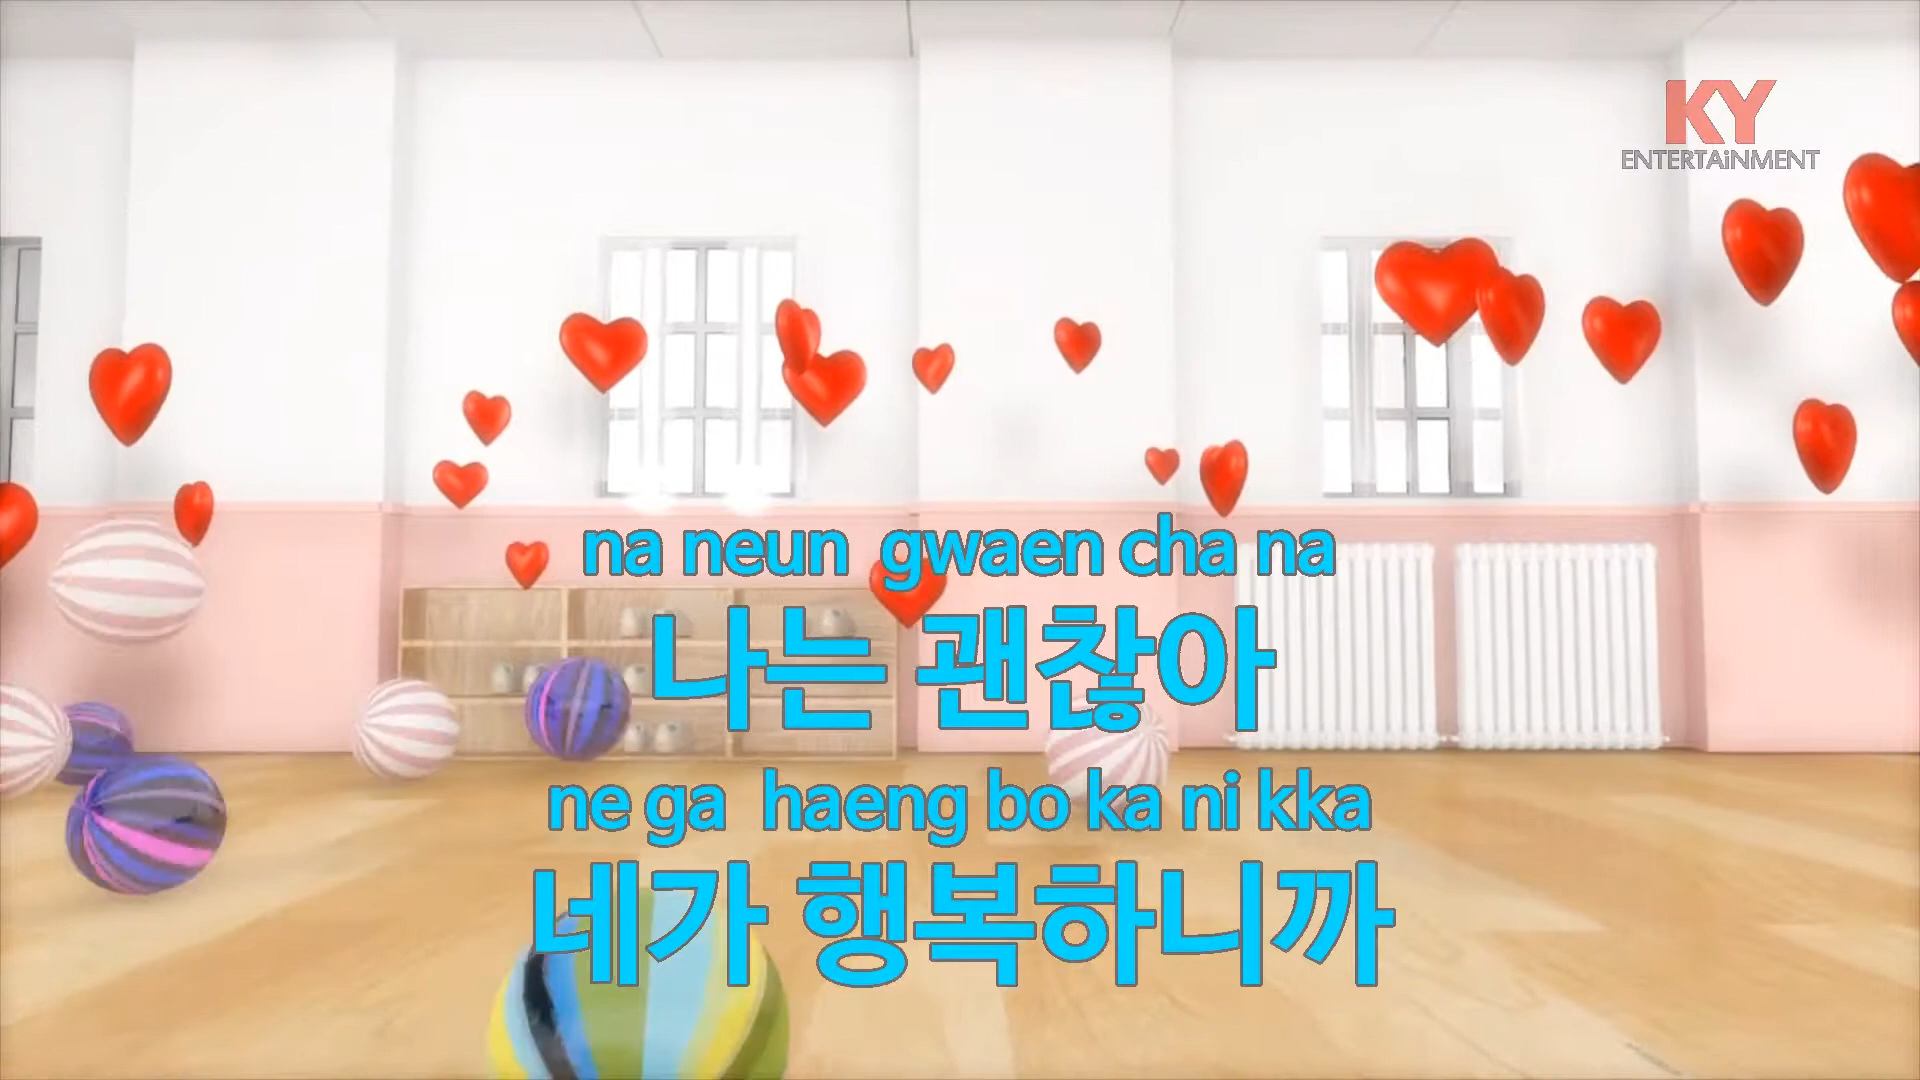 KY
ENTERTAiNMENT
na neun gwaen cha na
나는 괜찮아
ne ga haeng bo ka ni kka
네가 행복하니까